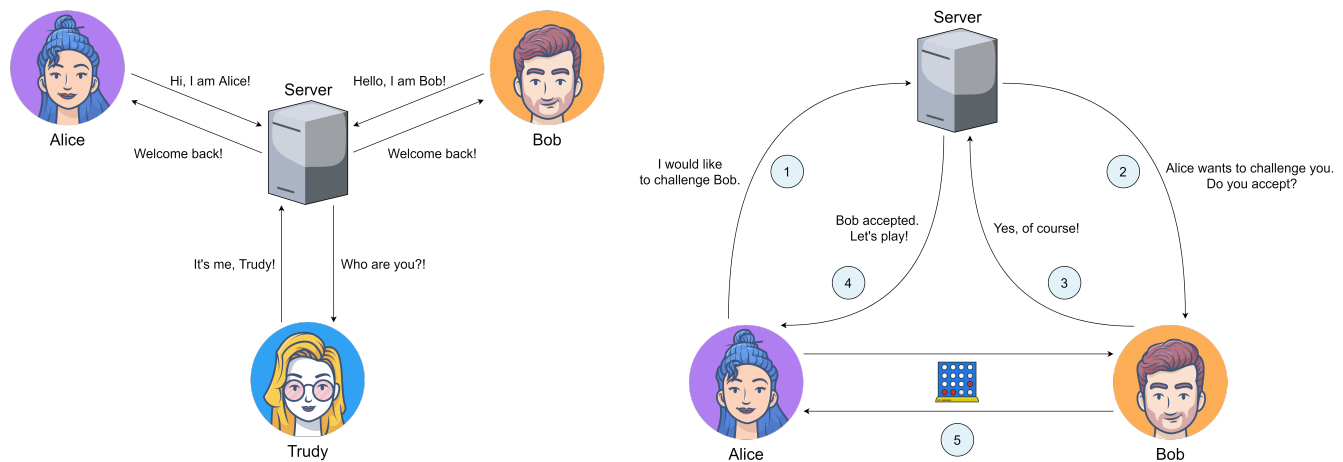 Hi, I am Alice!
Hello, I am Bob!
Server
Alice
Bob
Welcome back!
Welcome back!
It's me, Trudy!
Who are you?!
Trudy
Server
I would like
to challenge Bob.
1
2
Alice wants to challenge you.
Do you accept?
Bob accepted.
Let's play!
Yes, of course!
4
3
5
Alice
Bob